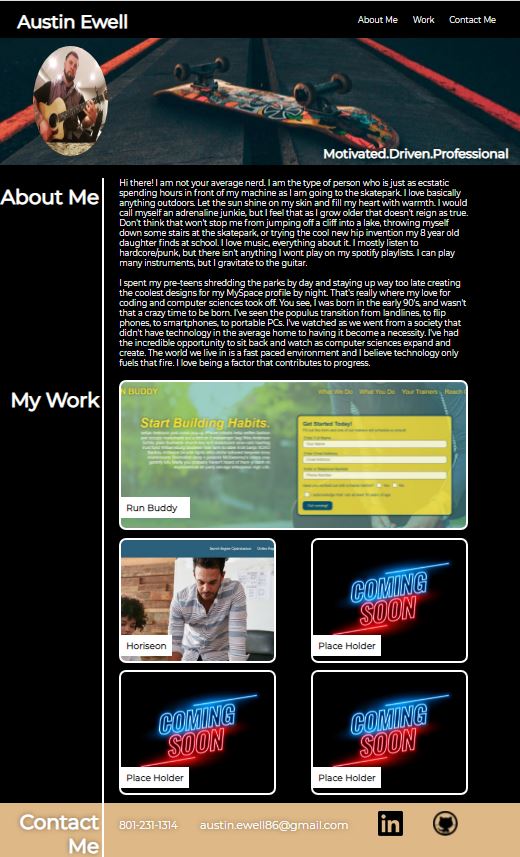 Austin Ewell
About Me Work Contact Me
Motivated.Driven.Professional
About Me
Hi there! I am not your average nerd. I am the type of person who is just as ecstatic
spending hours in front of my machine as I am going to the skatepark. I love basically
anything outdoors. Let the sun shine on my skin and fill my heart with warmth. I would
call myself an adrenaline junkie, but I feel that as I grow older that doesn't reign as true.
Don't think that won't stop me from jumping off a cliff into a lake, throwing myself
down some stairs at the skatepark, or trying the cool new hip invention my 8 year old
daughter finds at school. I love music, everything about it. I mostly listen to
hardcore/punk, but there isn't anything I wont play on my spotify playlists. I can play
many instruments, but I gravitate to the guitar.
I spent my pre-teens shredding the parks by day and staying up way too late creating
the coolest designs for my MySpace profile by night. That's really where my love for
coding and computer sciences took off. You see, I was born in the early 90's, and wasn't
that a crazy time to be born. I've seen the populus transition from landlines, to flip
phones, to smartphones, to portable PCs. I've watched as we went from a society that
didn't have technology in the average home to having it become a necessity. I've had
the incredible opportunity to sit back and watch as computer sciences expand and
create. The world we live in is a fast paced environment and I believe technology only
fuels that fire. I love being a factor that contributes to progress.
My Work
N BUDDY What We Do What You Do Your Trainers Reach
Start Building Habits.
Get Started Today!
Run Buddy
Search Engine Optimization
Horiseon
COMING
SOON
Place Holder
COMING
SOON
Place Holder
COMING
SOON
Place Holder
Contact
Me
801-231-1314 austin.ewell86@gmail.com
in